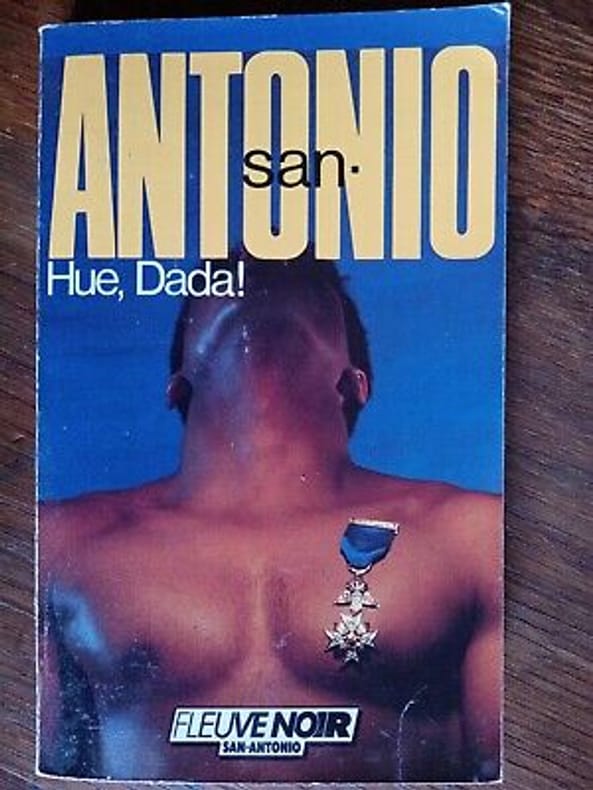 san·
ANTONIO
Hue, Dada!
FLEUVE NOIR
SAN-ANTONIO